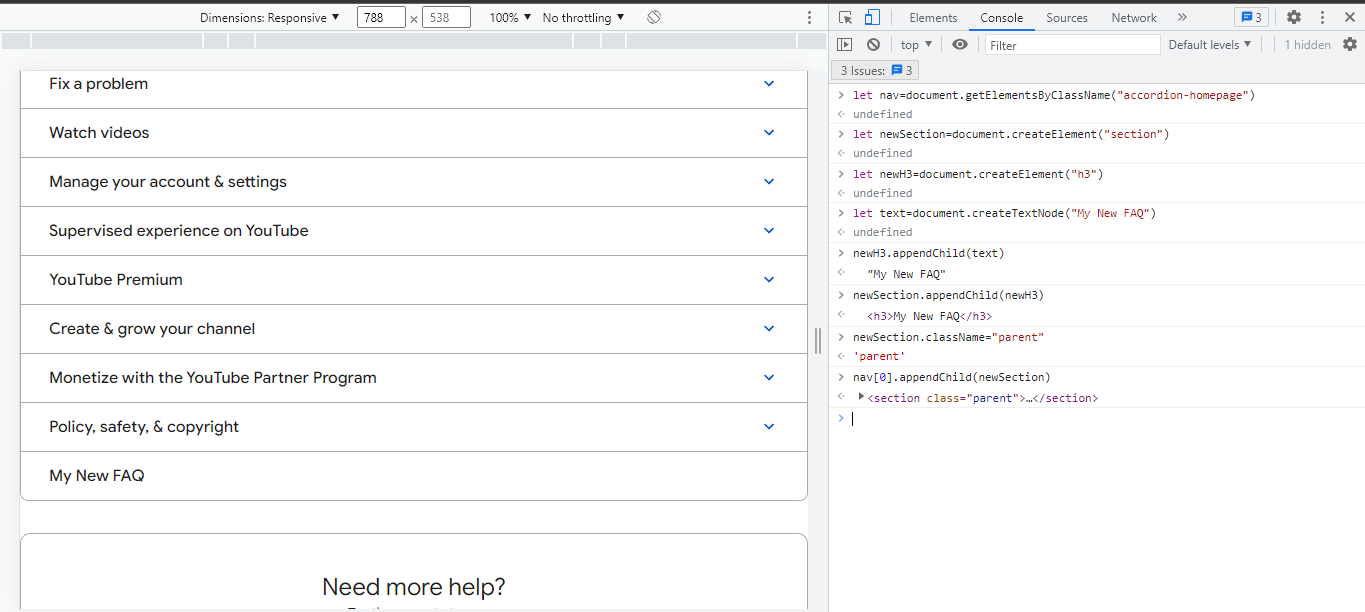 Dimensions: Responsive ▼ 788 × 538 100% ▼ No throttling ▼
Elements Console Sources Network » 3
top ▼ Filter Default levels ▼ 1 hidden
3 Issues: 3
Fix a problem
Watch videos
Manage your account & settings
Supervised experience on YouTube
YouTube Premium
Create & grow your channel
Monetize with the YouTube Partner Program
Policy, safety, & copyright
My New FAQ
Need more help?
let nav=document.getElementsByClassName("accordion-homepage")
undefined
let newSection=document.createElement("section")
undefined
let newH3=document.createElement("h3")
undefined
let text=document.createTextNode("My New FAQ")
undefined
newH3.appendChild(text)
"My New FAQ"
newSection.appendChild(newH3)
<h3>My New FAQ</h3>
newSection.className="parent"
'parent'
nav[0].appendChild(newSection)
<section class="parent">…</section>